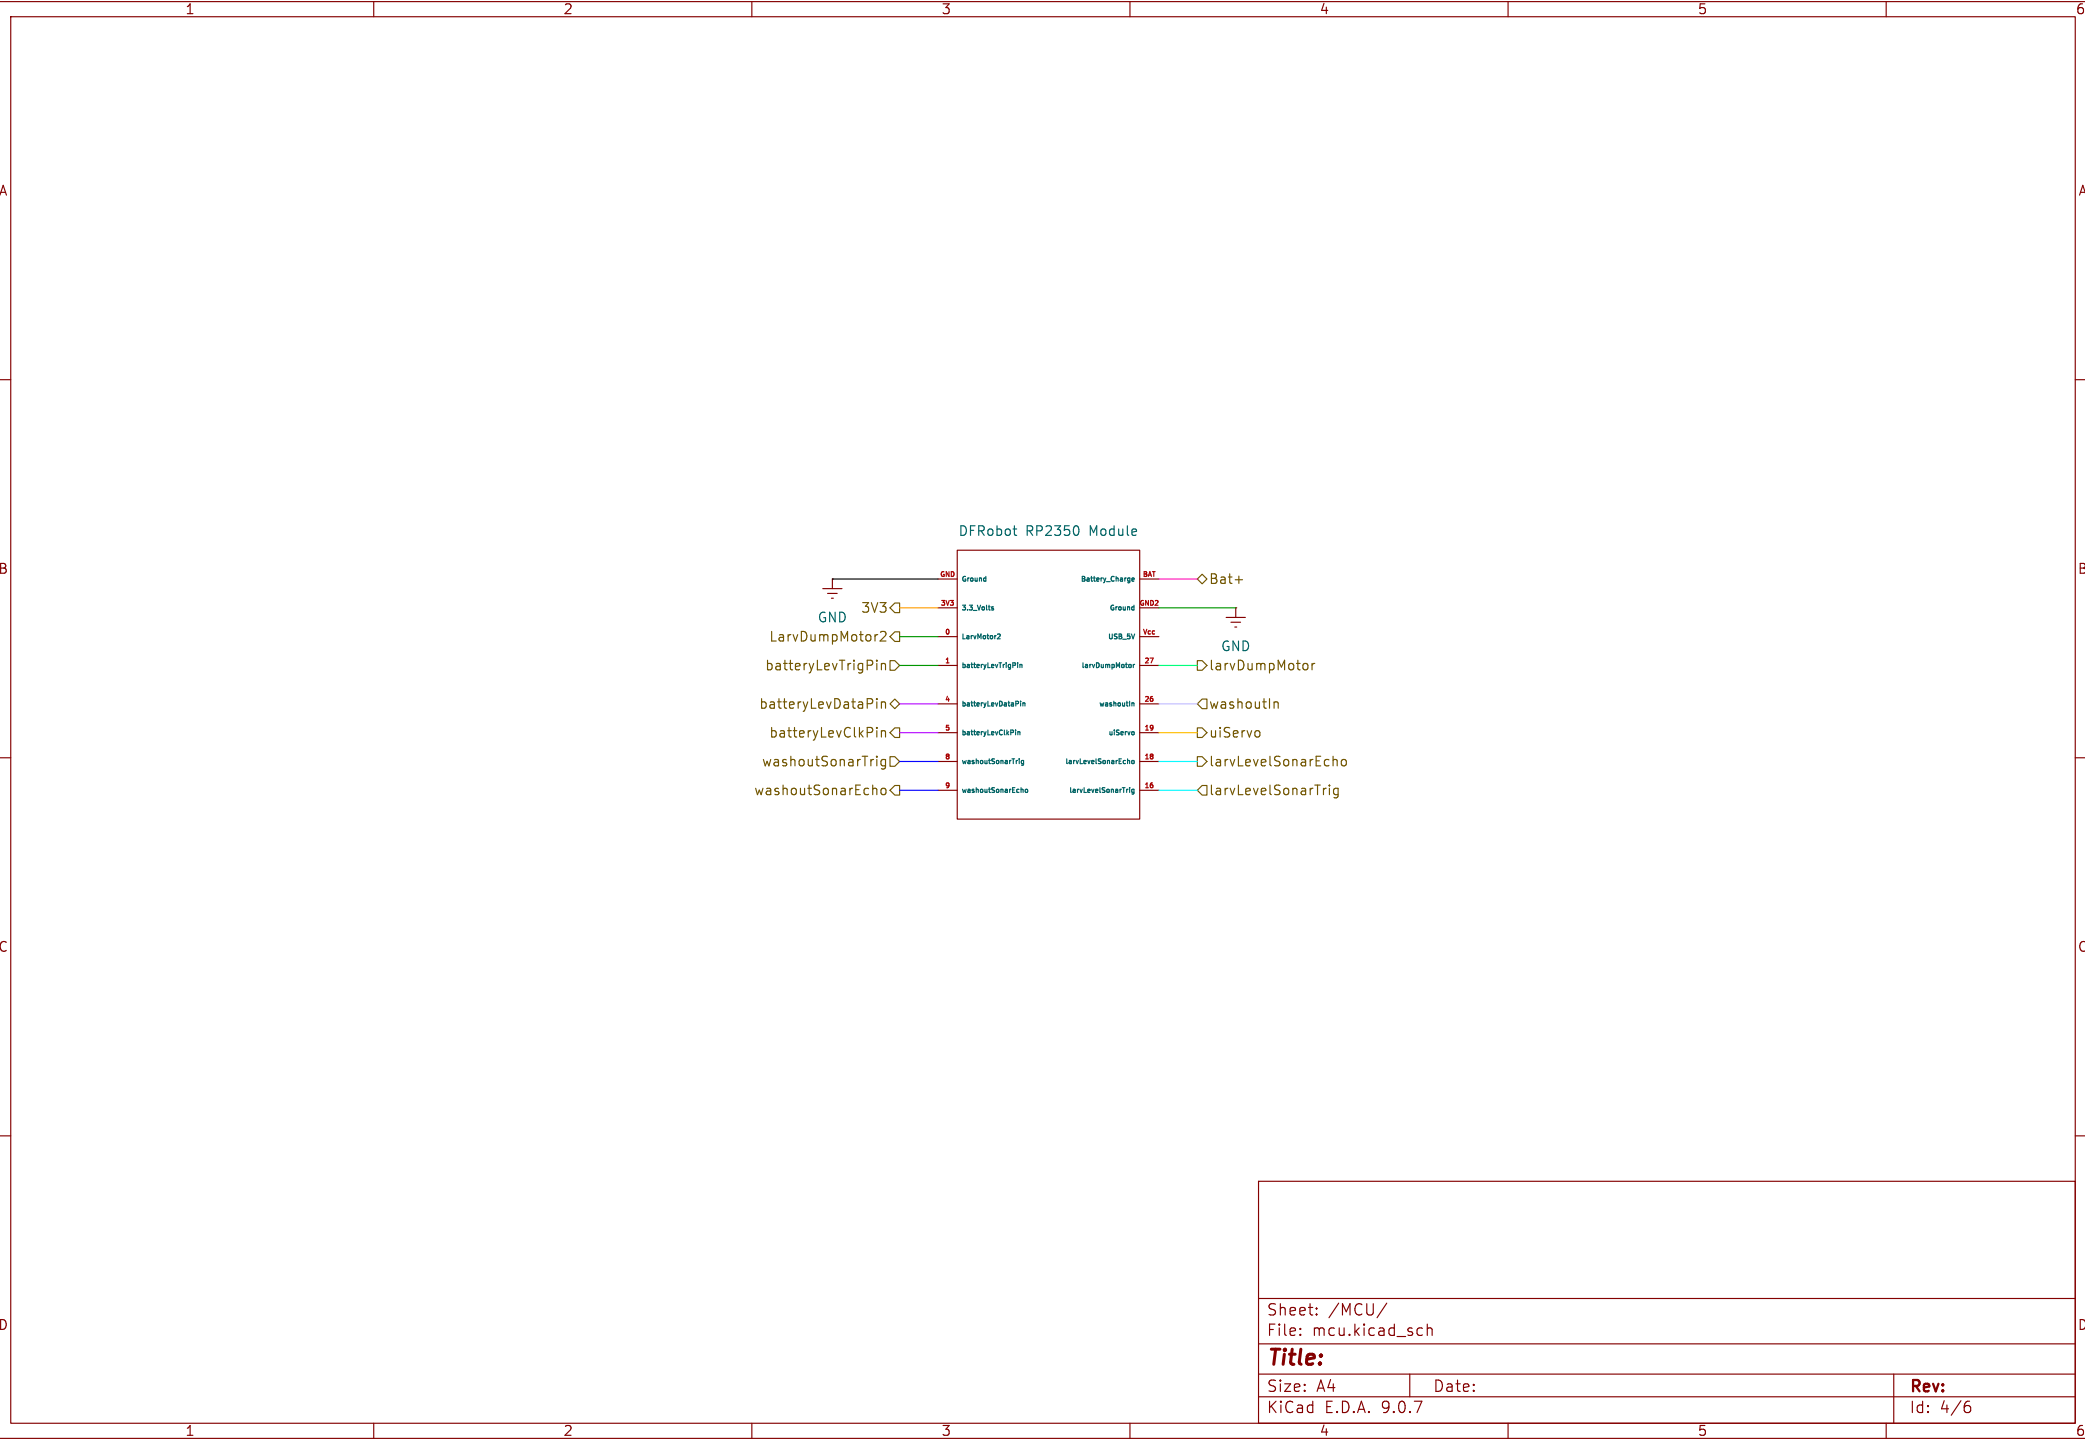 1 2 3 4 5 6
A A
DFRobot RP2350 Module
B B
GND Ground Battery_Charge BAT Bat+
GND
3V3 3V3 3.3_Volts Ground GND2
GND
LarvDumpMotor2 0 LarvMotor2 USB_5V Vcc
batteryLevTrigPin 1 batteryLevTrigPin larvDumpMotor 27 larvDumpMotor
batteryLevDataPin 4 batteryLevDataPin washoutIn 26 washoutIn
batteryLevClkPin 5 batteryLevClkPin uiServo 19 uiServo
washoutSonarTrig 8 washoutSonarTrig larvLevelSonarEcho 18 larvLevelSonarEcho
washoutSonarEcho 9 washoutSonarEcho larvLevelSonarTrig 16 larvLevelSonarTrig
C C
Sheet: /MCU/
D D
File: mcu.kicad_sch
Title:
Size: A4 Date: Rev:
KiCad E.D.A. 9.0.7 Id: 4/6
1 2 3 4 5 6